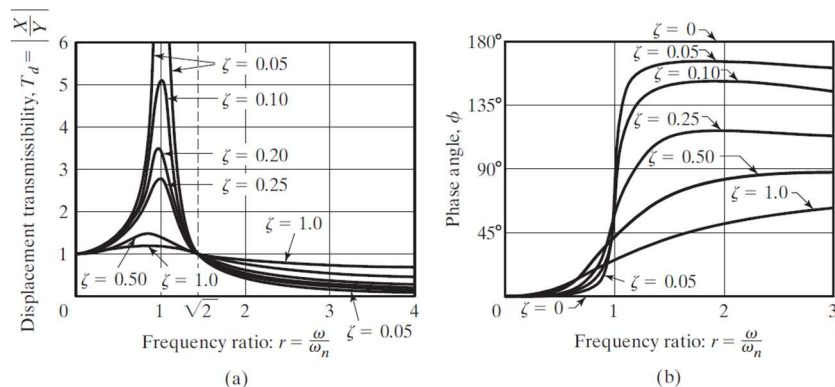 Displacement transmissibility, T_d = |X/Y|
6
5
4
3
2
1
0
ζ = 0.05
ζ = 0.10
ζ = 0.20
ζ = 0.25
ζ = 1.0
ζ = 0.50
ζ = 1.0
ζ = 0.05
1
√2
2
3
4
Frequency ratio: r = ω/ω_n
(a)
Phase angle, ϕ
180°
135°
90°
45°
0
ζ = 0
ζ = 0.05
ζ = 0.10
ζ = 0.25
ζ = 0.50
ζ = 1.0
ζ = 0.05
ζ = 0
1
2
3
Frequency ratio: r = ω/ω_n
(b)